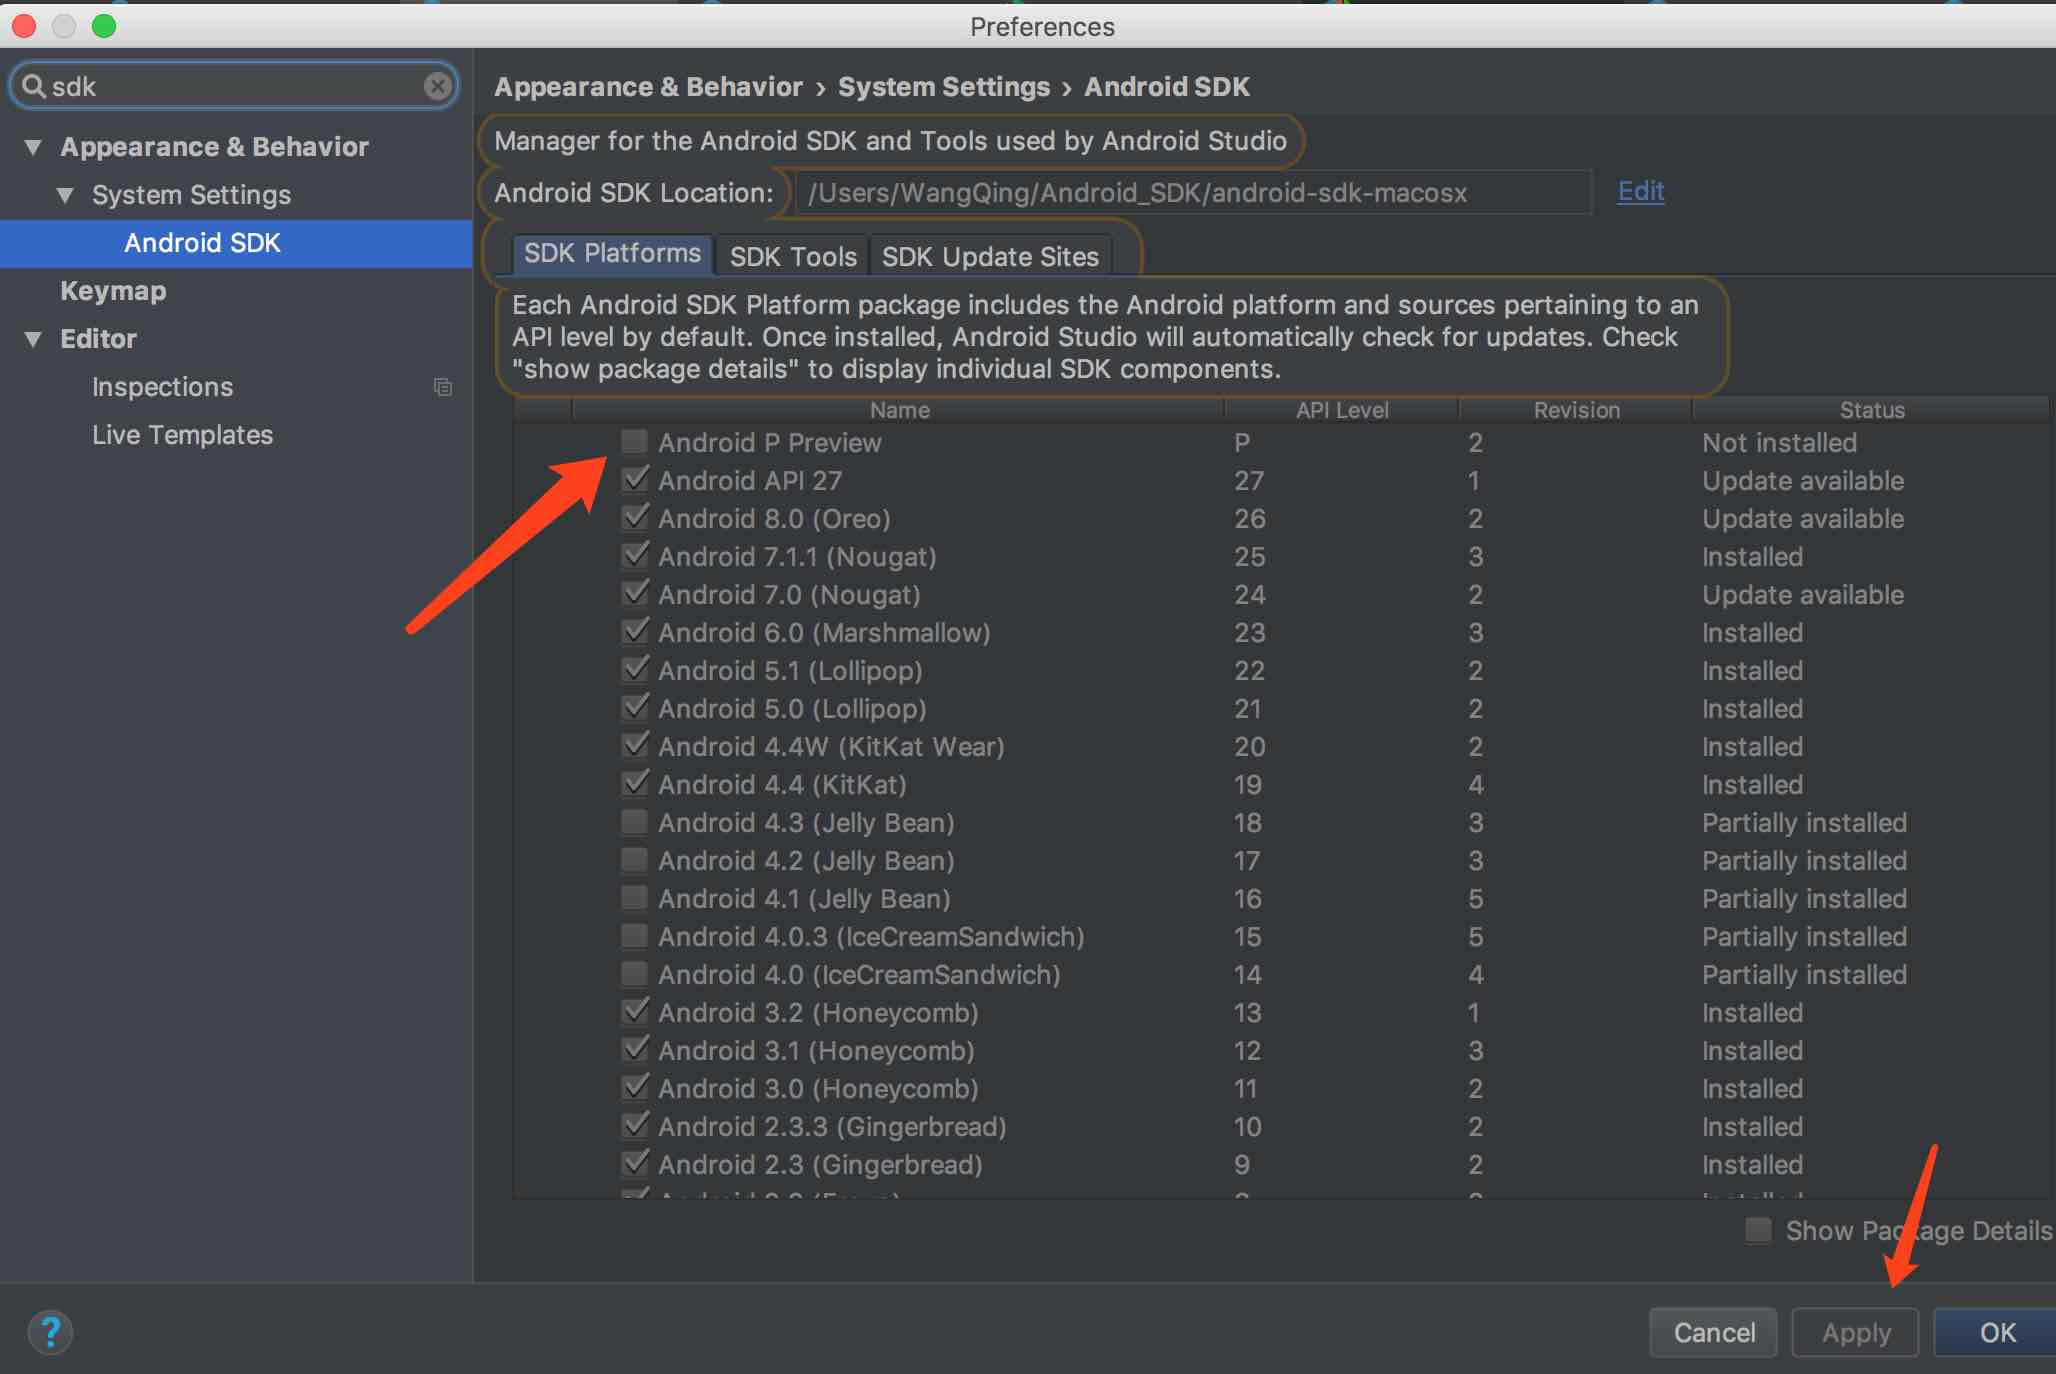 Preferences
sdk
Appearance & Behavior
System Settings
Android SDK
Keymap
Editor
Inspections
Live Templates
Appearance & Behavior › System Settings › Android SDK
Manager for the Android SDK and Tools used by Android Studio
Android SDK Location: /Users/WangQing/Android_SDK/android-sdk-macosx Edit
SDK Platforms SDK Tools SDK Update Sites
Each Android SDK Platform package includes the Android platform and sources pertaining to an
API level by default. Once installed, Android Studio will automatically check for updates. Check
"show package details" to display individual SDK components.
Name API Level Revision Status
Android P Preview P 2 Not installed
Android API 27 27 1 Update available
Android 8.0 (Oreo) 26 2 Update available
Android 7.1.1 (Nougat) 25 3 Installed
Android 7.0 (Nougat) 24 2 Update available
Android 6.0 (Marshmallow) 23 3 Installed
Android 5.1 (Lollipop) 22 2 Installed
Android 5.0 (Lollipop) 21 2 Installed
Android 4.4W (KitKat Wear) 20 2 Installed
Android 4.4 (KitKat) 19 4 Installed
Android 4.3 (Jelly Bean) 18 3 Partially installed
Android 4.2 (Jelly Bean) 17 3 Partially installed
Android 4.1 (Jelly Bean) 16 5 Partially installed
Android 4.0.3 (IceCreamSandwich) 15 5 Partially installed
Android 4.0 (IceCreamSandwich) 14 4 Partially installed
Android 3.2 (Honeycomb) 13 1 Installed
Android 3.1 (Honeycomb) 12 3 Installed
Android 3.0 (Honeycomb) 11 2 Installed
Android 2.3.3 (Gingerbread) 10 2 Installed
Android 2.3 (Gingerbread) 9 2 Installed
Show Package Details
? Cancel Apply OK